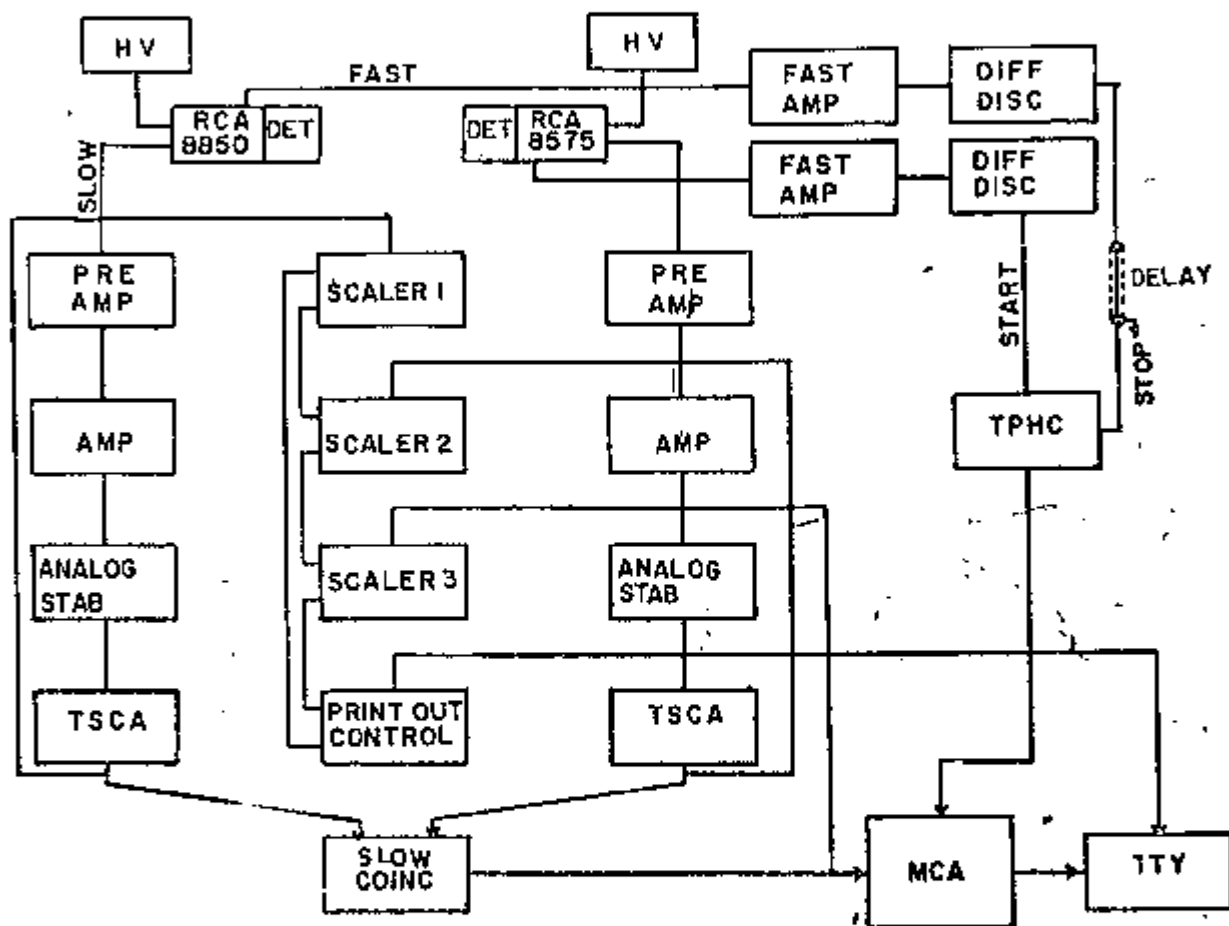 HV
HV
FAST
FAST
AMP
DIFF
DISC
RCA
8850
DET
DET
RCA
8575
SLOW
FAST
AMP
DIFF
DISC
PRE
AMP
SCALER 1
PRE
AMP
START
DELAY
STOP
AMP
SCALER 2
AMP
TPHC
ANALOG
STAB
SCALER 3
ANALOG
STAB
TSCA
PRINT OUT
CONTROL
TSCA
SLOW
COINC
MCA
TTY